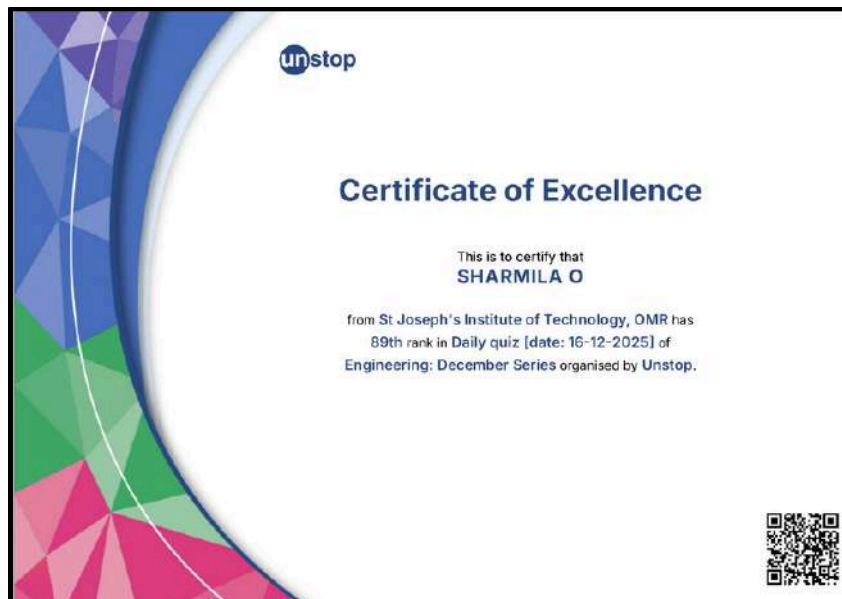 unstop
Certificate of Excellence
This is to certify that
SHARMILA O
from St Joseph's Institute of Technology, OMR has
89th rank in Daily quiz [date: 16-12-2025] of
Engineering: December Series organised by Unstop.